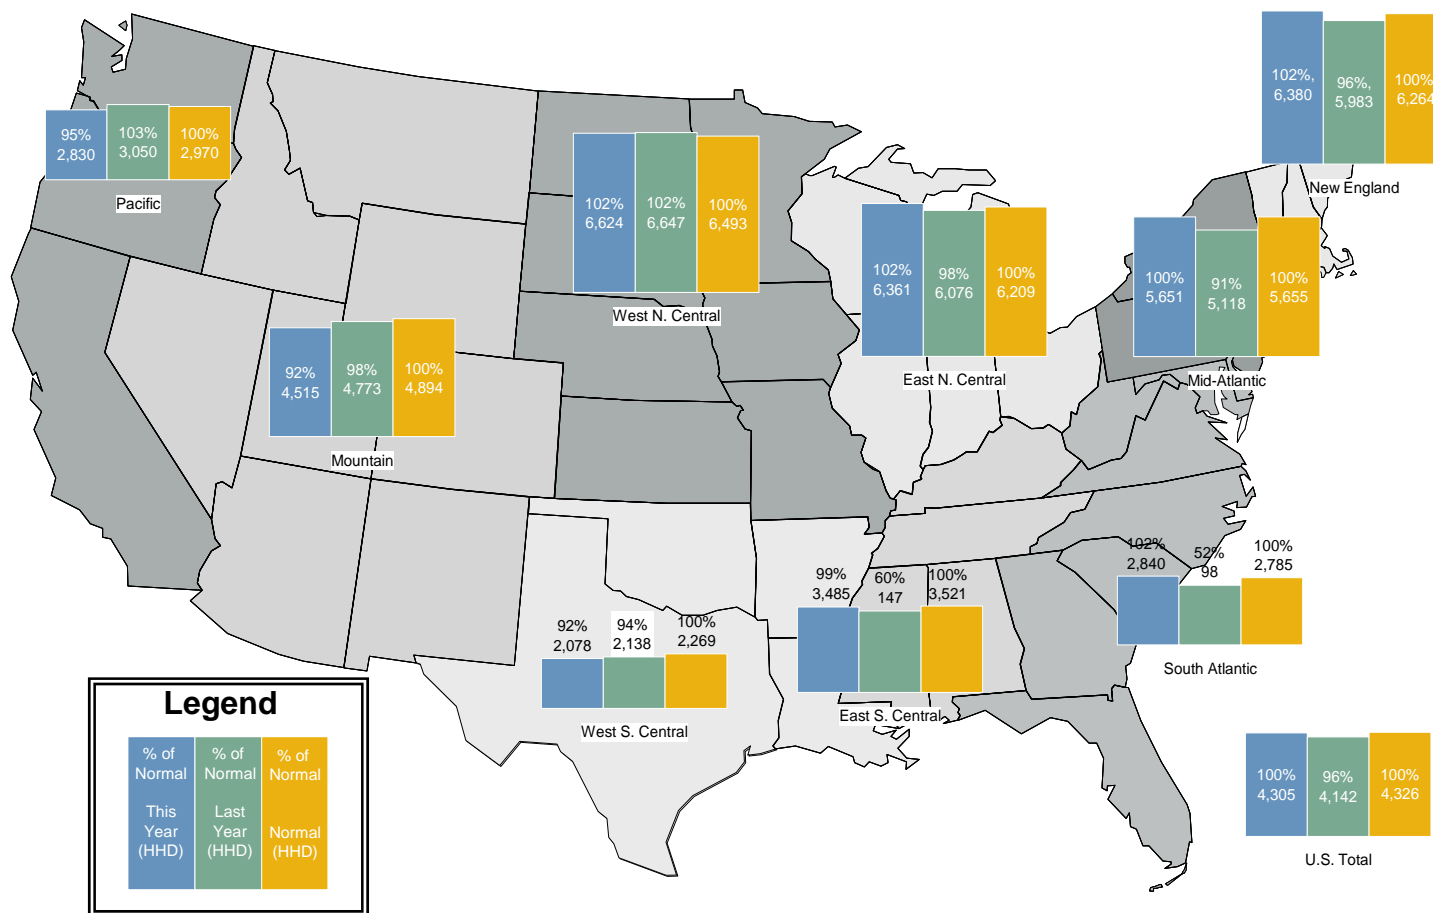 102%,
6,380
96%,
5,983
100%
6,264
New England
95%
2,830
103%
3,050
100%
2,970
Pacific
102%
6,624
102%
6,647
100%
6,493
West N. Central
102%
6,361
98%
6,076
100%
6,209
East N. Central
100%
5,651
91%
5,118
100%
5,655
Mid-Atlantic
92%
4,515
98%
4,773
100%
4,894
Mountain
102%
2,840
52%
98
100%
2,785
South Atlantic
99%
3,485
60%
147
100%
3,521
East S. Central
92%
2,078
94%
2,138
100%
2,269
West S. Central
Legend
% of
Normal
This
Year
(HHD)
% of
Normal
Last
Year
(HHD)
% of
Normal
Normal
(HHD)
100%
4,305
96%
4,142
100%
4,326
U.S. Total